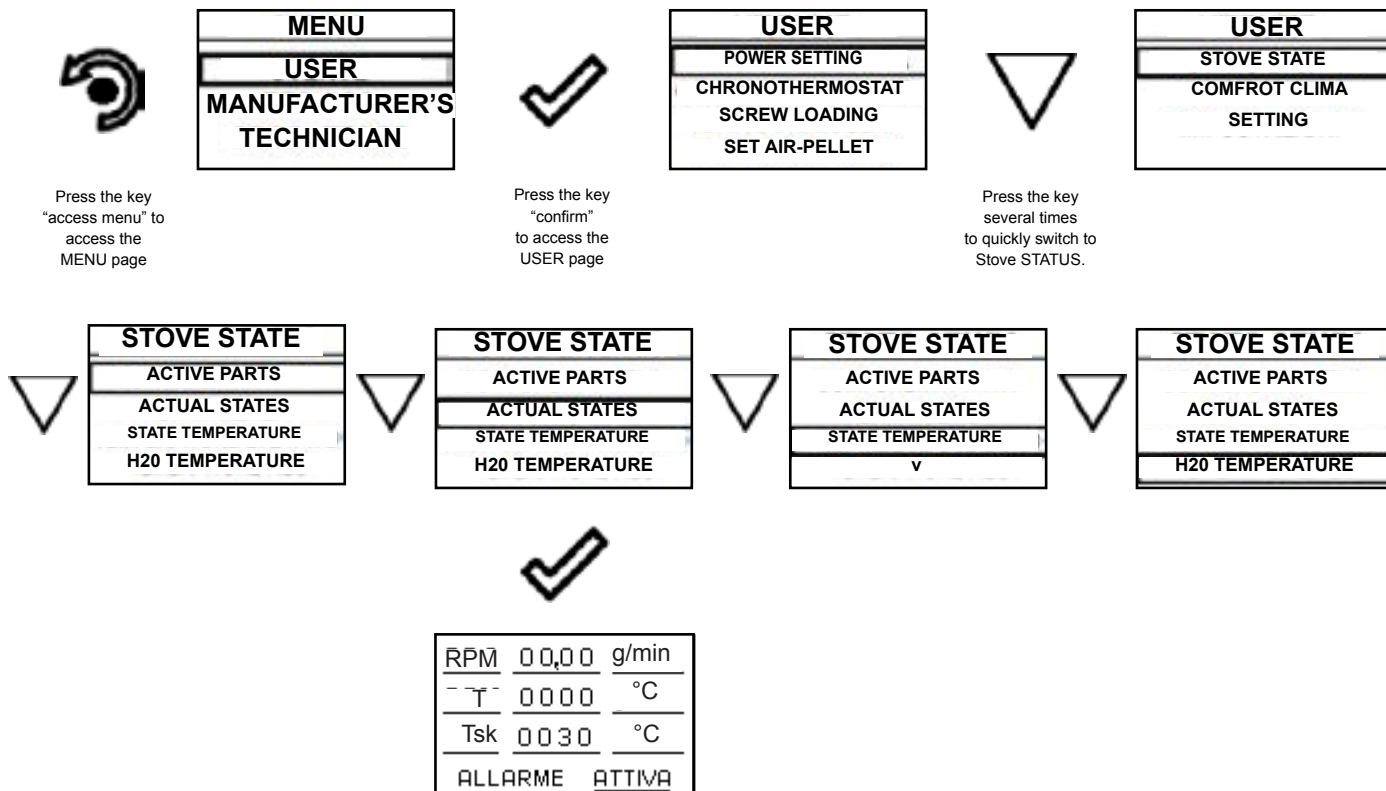 MENU
USER
MANUFACTURER'S
TECHNICIAN
USER
POWER SETTING
CHRONOTHERMOSTAT
SCREW LOADING
SET AIR-PELLET
USER
STOVE STATE
COMFROT CLIMA
SETTING
Press the key
“access menu” to
access the
MENU page
Press the key
“confirm”
to access the
USER page
Press the key
several times
to quickly switch to
Stove STATUS.
STOVE STATE
ACTIVE PARTS
ACTUAL STATES
STATE TEMPERATURE
H20 TEMPERATURE
STOVE STATE
ACTIVE PARTS
ACTUAL STATES
STATE TEMPERATURE
H20 TEMPERATURE
STOVE STATE
ACTIVE PARTS
ACTUAL STATES
STATE TEMPERATURE
v
STOVE STATE
ACTIVE PARTS
ACTUAL STATES
STATE TEMPERATURE
H20 TEMPERATURE
RPM 00,00 g/min
T 0000 °C
Tsk 0030 °C
ALLARME ATTIVA